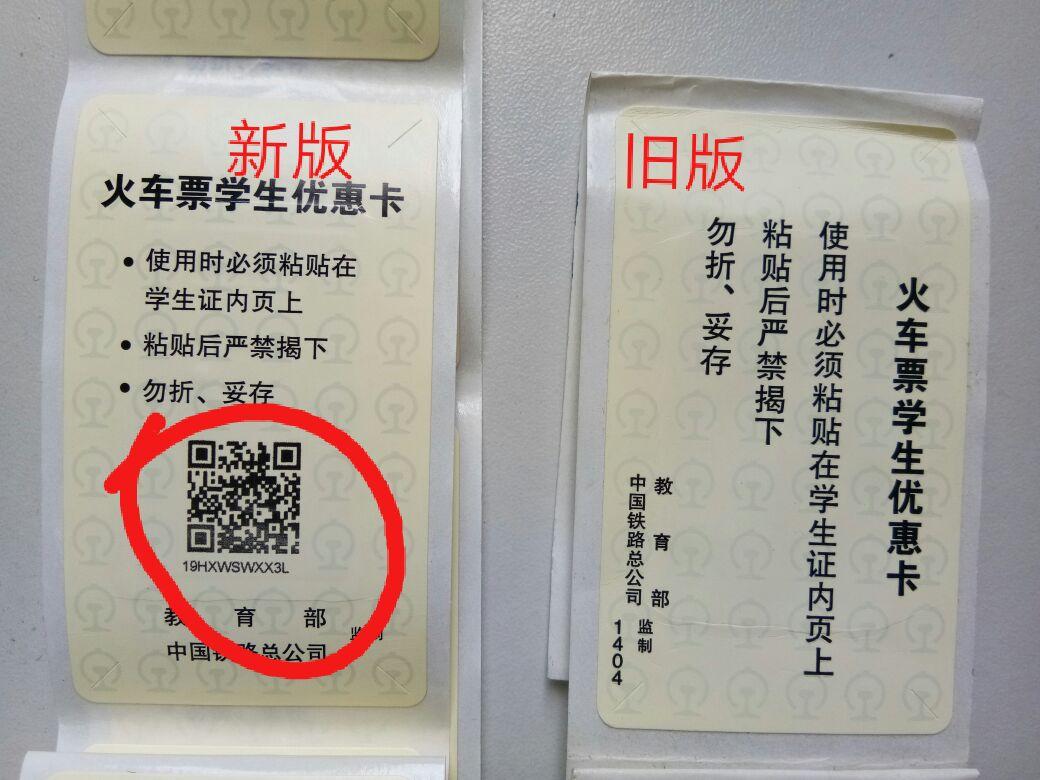 新版
火车票学生优惠卡
使用时必须粘贴在
学生证内页上
粘贴后严禁揭下
勿折、妥存
19HXWSWXX3L
教育部
中国铁路总公司
监制
旧版
火车票学生优惠卡
使用时必须粘贴在学生证内页上
粘贴后严禁揭下
勿折、妥存
教育部
中国铁路总公司
监制
1404